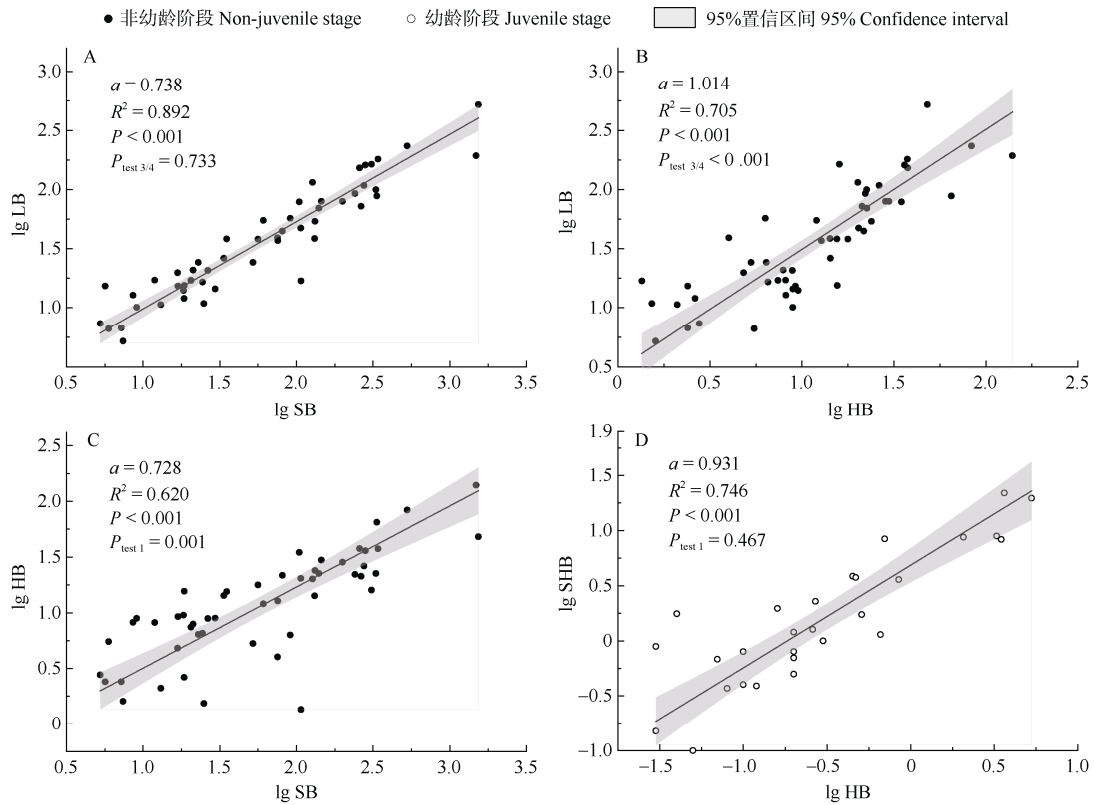 非幼龄阶段 Non-juvenile stage 幼龄阶段 Juvenile stage 95%置信区间 95% Confidence interval
A
a − 0.738
R² = 0.892
P < 0.001
Ptest 3/4 = 0.733
lg LB
3.0
2.5
2.0
1.5
1.0
0.5
0.5 1.0 1.5 2.0 2.5 3.0 3.5
lg SB
B
a = 1.014
R² = 0.705
P < 0.001
Ptest 3/4 < 0 .001
lg LB
3.0
2.5
2.0
1.5
1.0
0.5
0 0.5 1.0 1.5 2.0 2.5
lg HB
C
a = 0.728
R² = 0.620
P < 0.001
Ptest 1 = 0.001
lg HB
2.5
2.0
1.5
1.0
0.5
0
0.5 1.0 1.5 2.0 2.5 3.0 3.5
lg SB
D
a = 0.931
R² = 0.746
P < 0.001
Ptest 1 = 0.467
lg SHB
1.9
1.5
1.0
0.5
0
−0.5
−1.0
−1.5 −1.0 −0.5 0 0.5 1.0
lg HB